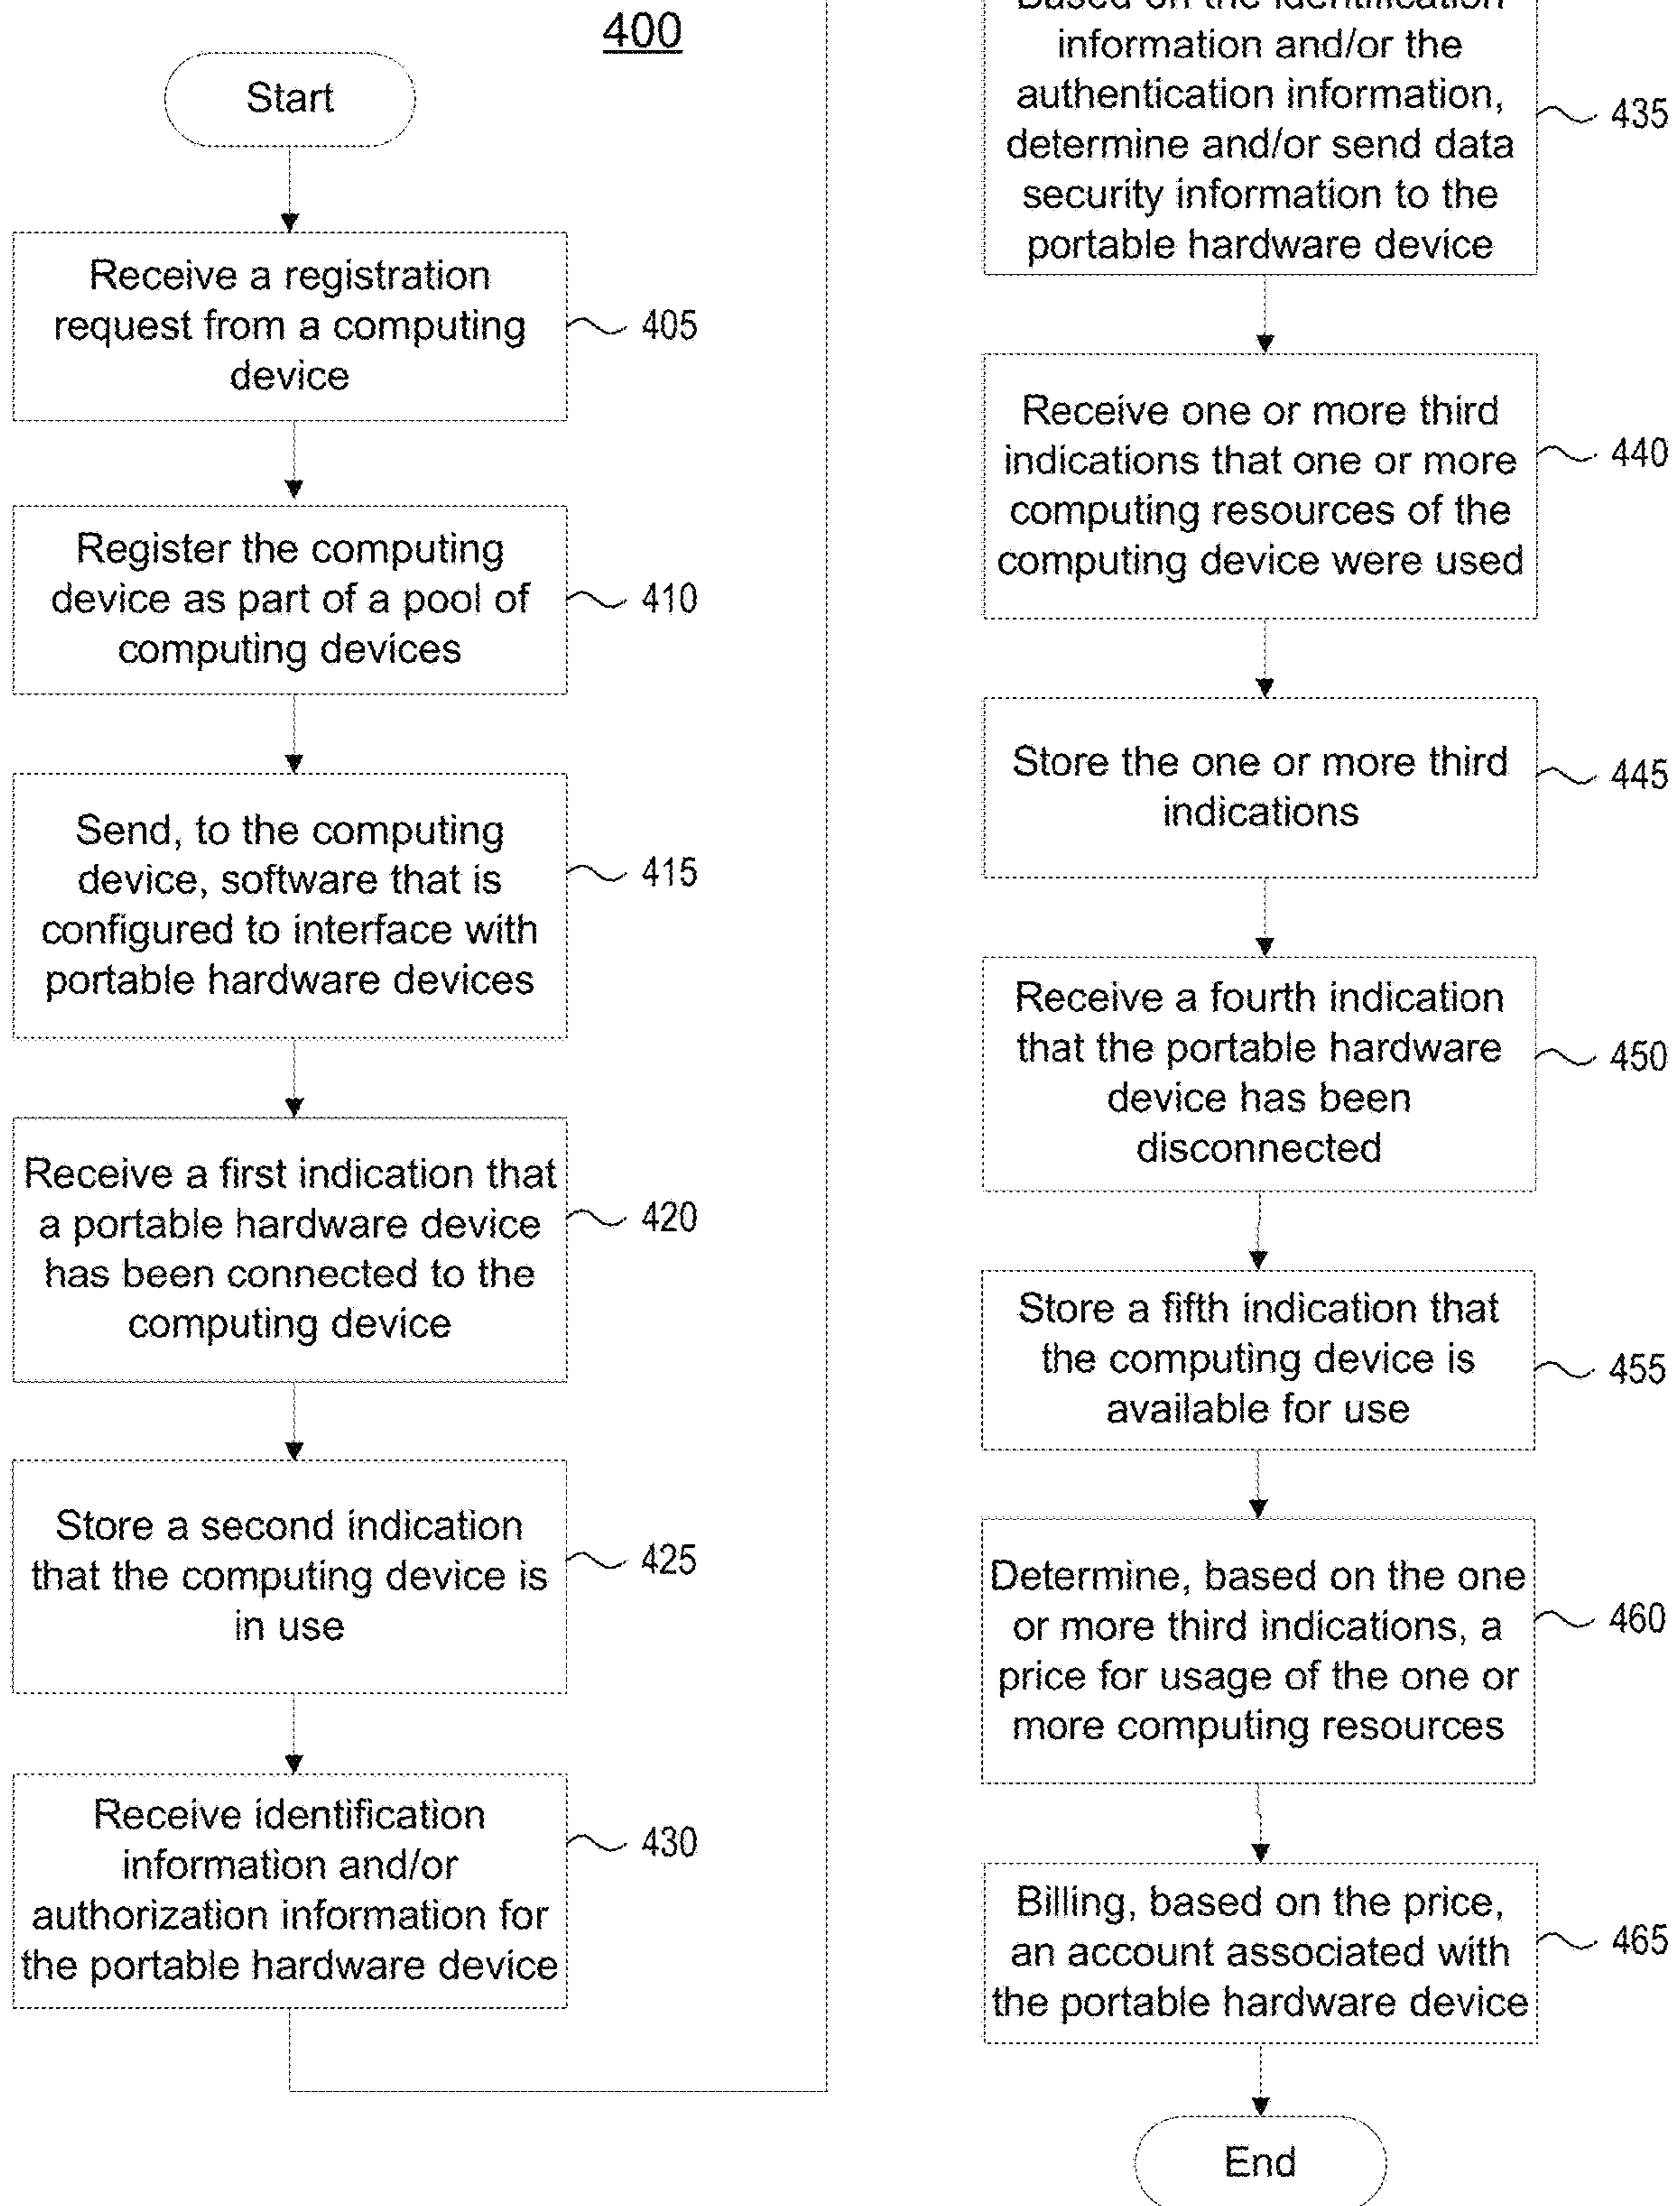 400
Start
Receive a registration
request from a computing
device
405
Register the computing
device as part of a pool of
computing devices
410
Send, to the computing
device, software that is
configured to interface with
portable hardware devices
415
Receive a first indication that
a portable hardware device
has been connected to the
computing device
420
Store a second indication
that the computing device is
in use
425
Receive identification
information and/or
authorization information for
the portable hardware device
430
Based on the identification
information and/or the
authentication information,
determine and/or send data
security information to the
portable hardware device
435
Receive one or more third
indications that one or more
computing resources of the
computing device were used
440
Store the one or more third
indications
445
Receive a fourth indication
that the portable hardware
device has been
disconnected
450
Store a fifth indication that
the computing device is
available for use
455
Determine, based on the one
or more third indications, a
price for usage of the one or
more computing resources
460
Billing, based on the price,
an account associated with
the portable hardware device
465
End